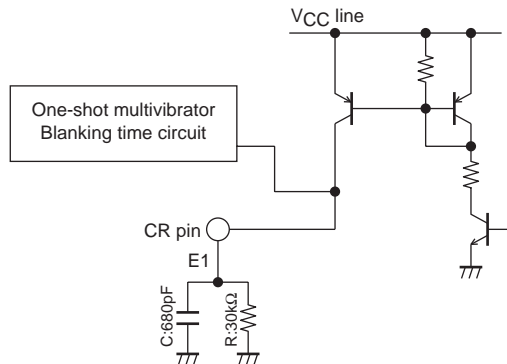 VCC line
One-shot multivibrator
Blanking time circuit
CR pin
E1
C:680pF
R:30kΩ